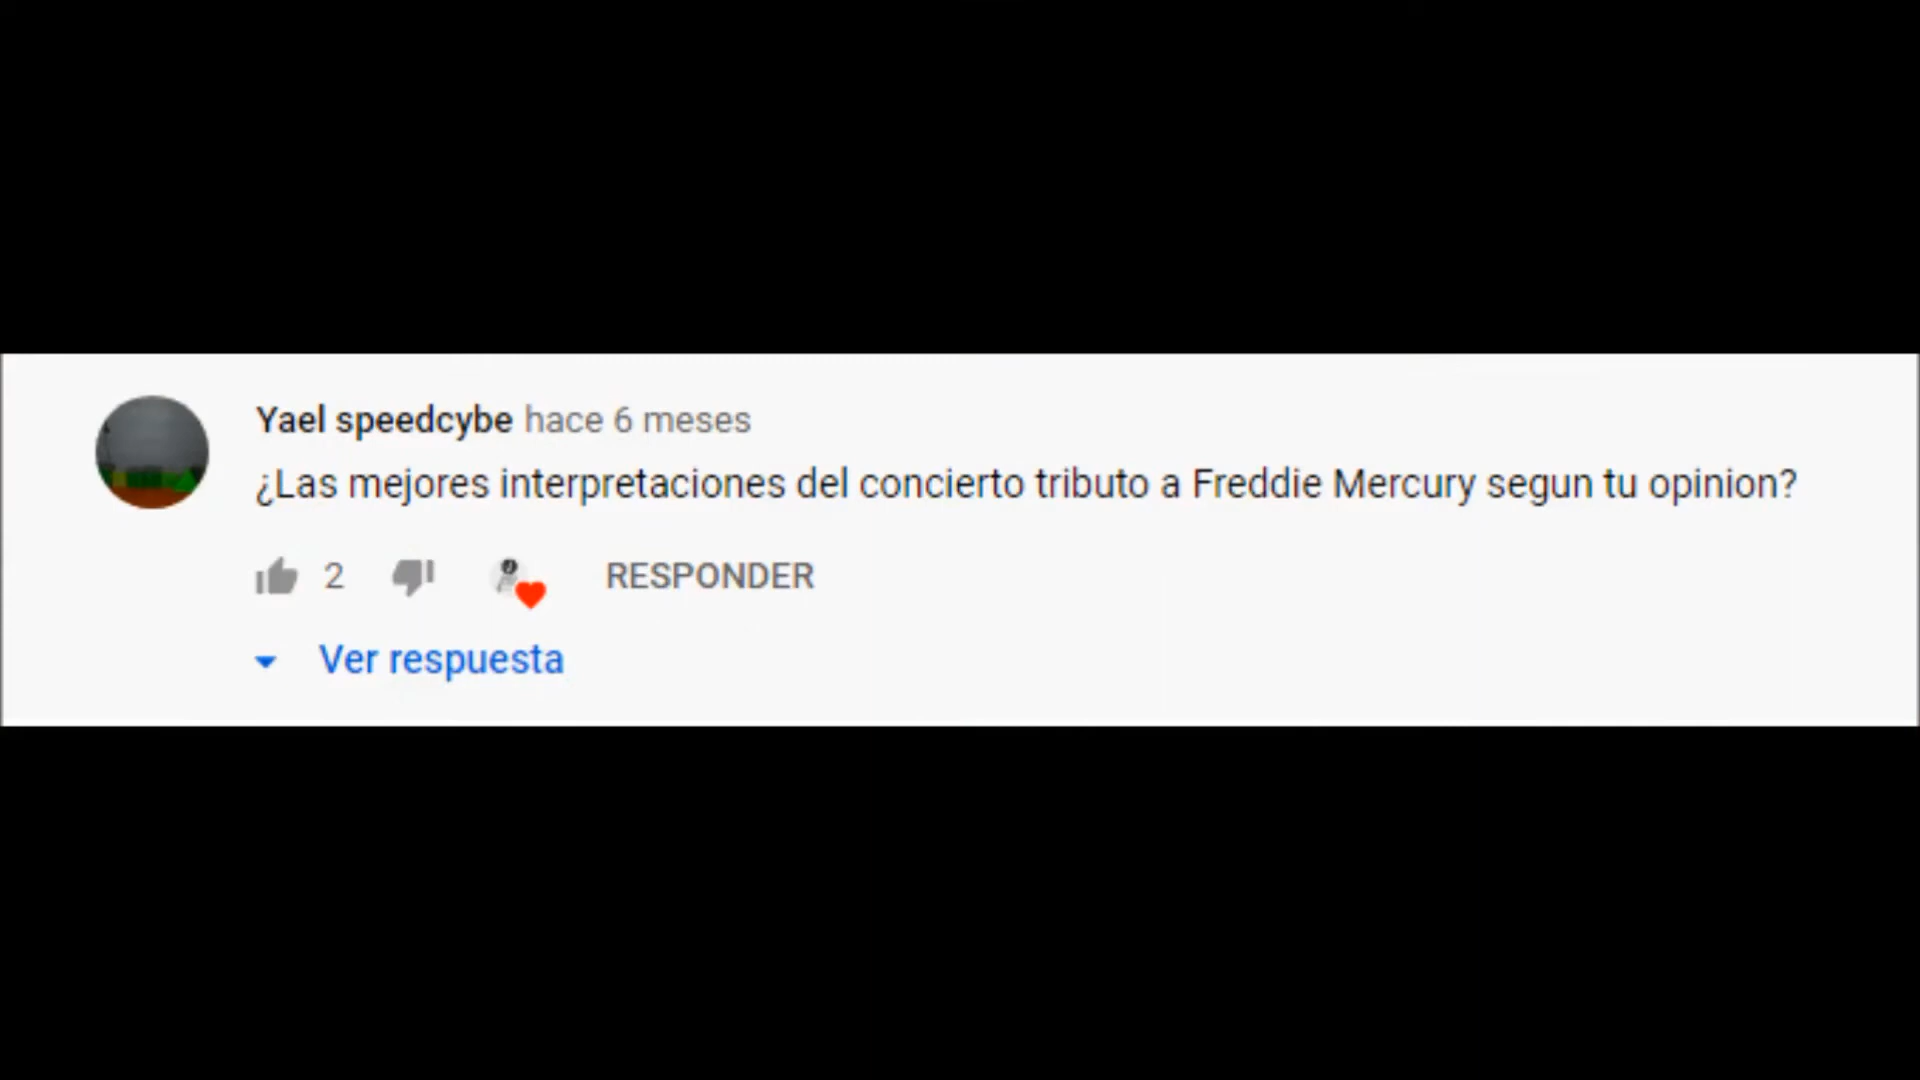 Yael speedcybe hace 6 meses
¿Las mejores interpretaciones del concierto tributo a Freddie Mercury segun tu opinion?
2 RESPONDER
Ver respuesta